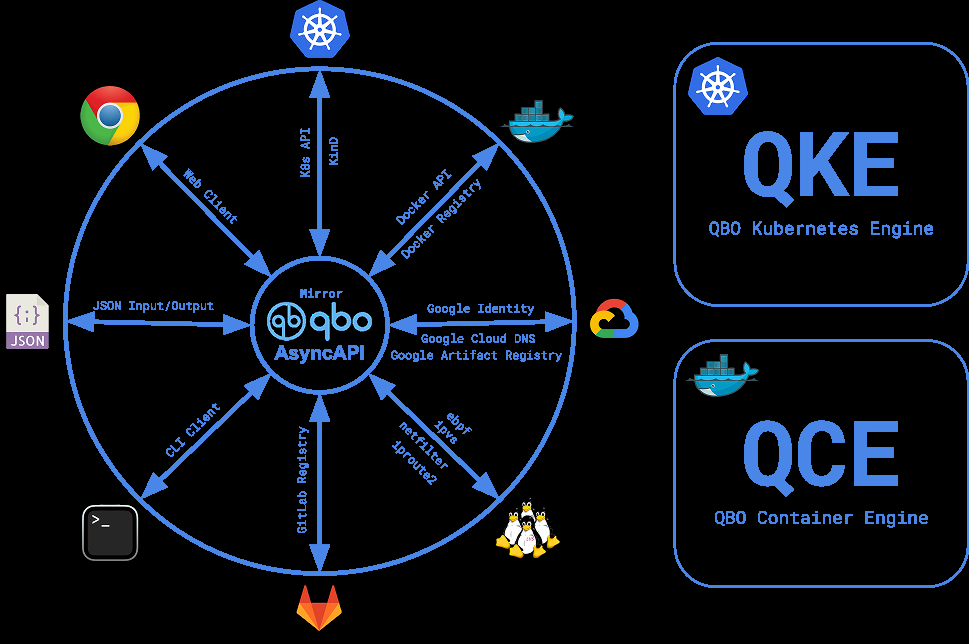 K8s API
KinD
Web Client
Docker API
Docker Registry
JSON Input/Output
{;}
JSON
Mirror
qb qbo
AsyncAPI
Google Identity
Google Cloud DNS
Google Artifact Registry
CLI Client
GitLab Registry
ebpf
ipvs
netfilter
iproute2
>_
QKE
QBO Kubernetes Engine
QCE
QBO Container Engine